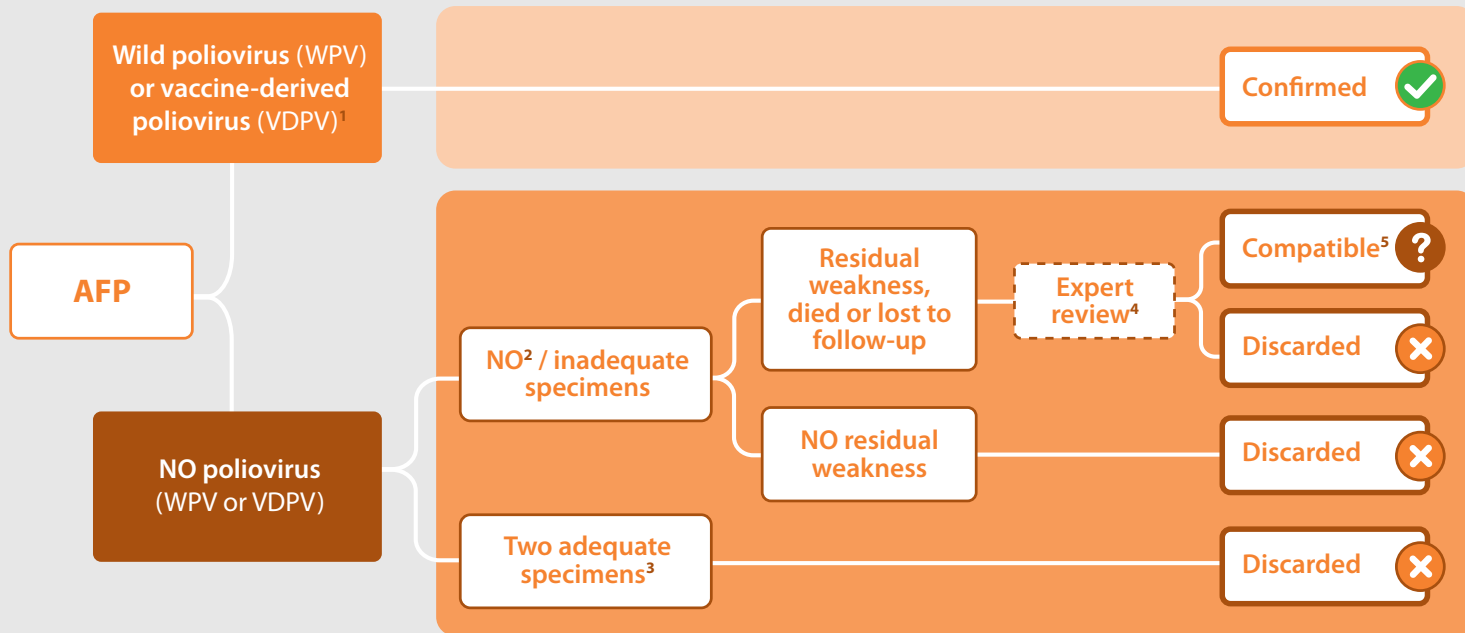 Wild poliovirus (WPV)
or vaccine-derived
poliovirus (VDPV)¹
Confirmed
AFP
NO poliovirus
(WPV or VDPV)
NO² / inadequate
specimens
Residual
weakness,
died or lost to
follow-up
Expert
review⁴
Compatible⁵
?
Discarded
NO residual
weakness
Discarded
Two adequate
specimens³
Discarded